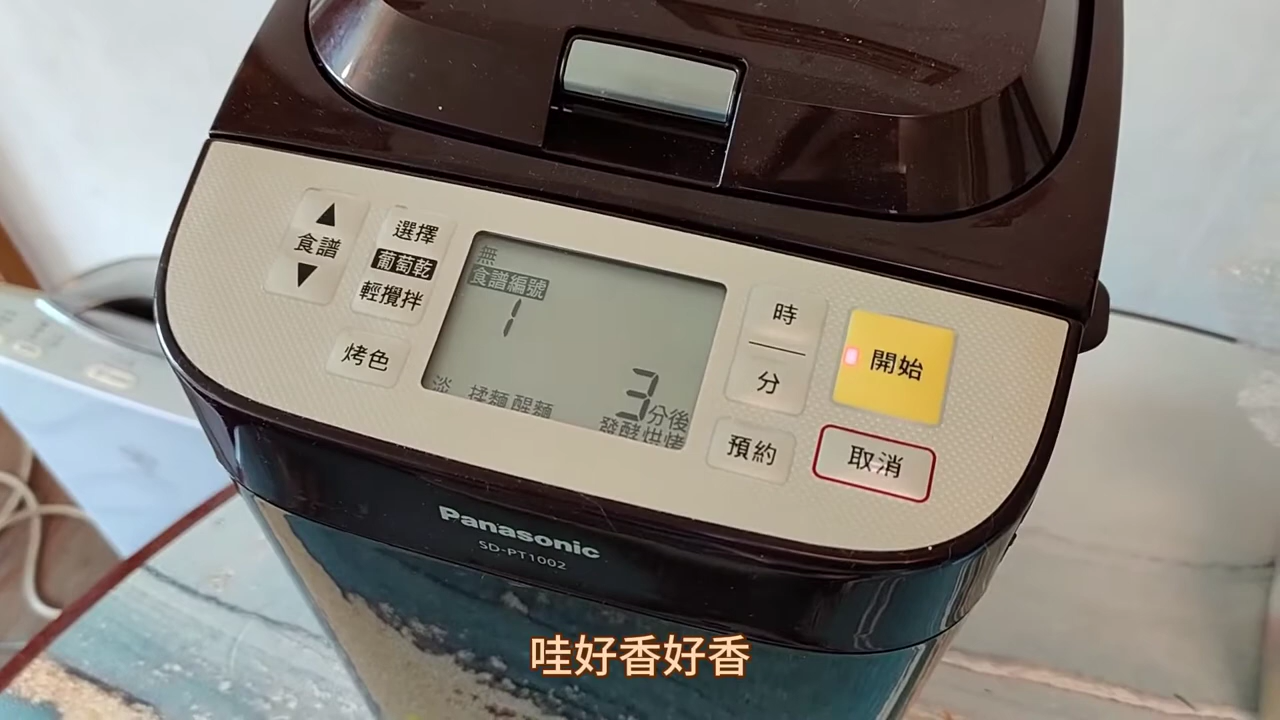 ▲
食譜
▼
選擇
葡萄乾
輕攪拌
烤色
無
食譜編號
1
3分後
淡 揉麵 醒麵 發酵 烘烤
時
分
預約
開始
取消
Panasonic
SD-PT1002
哇好香好香